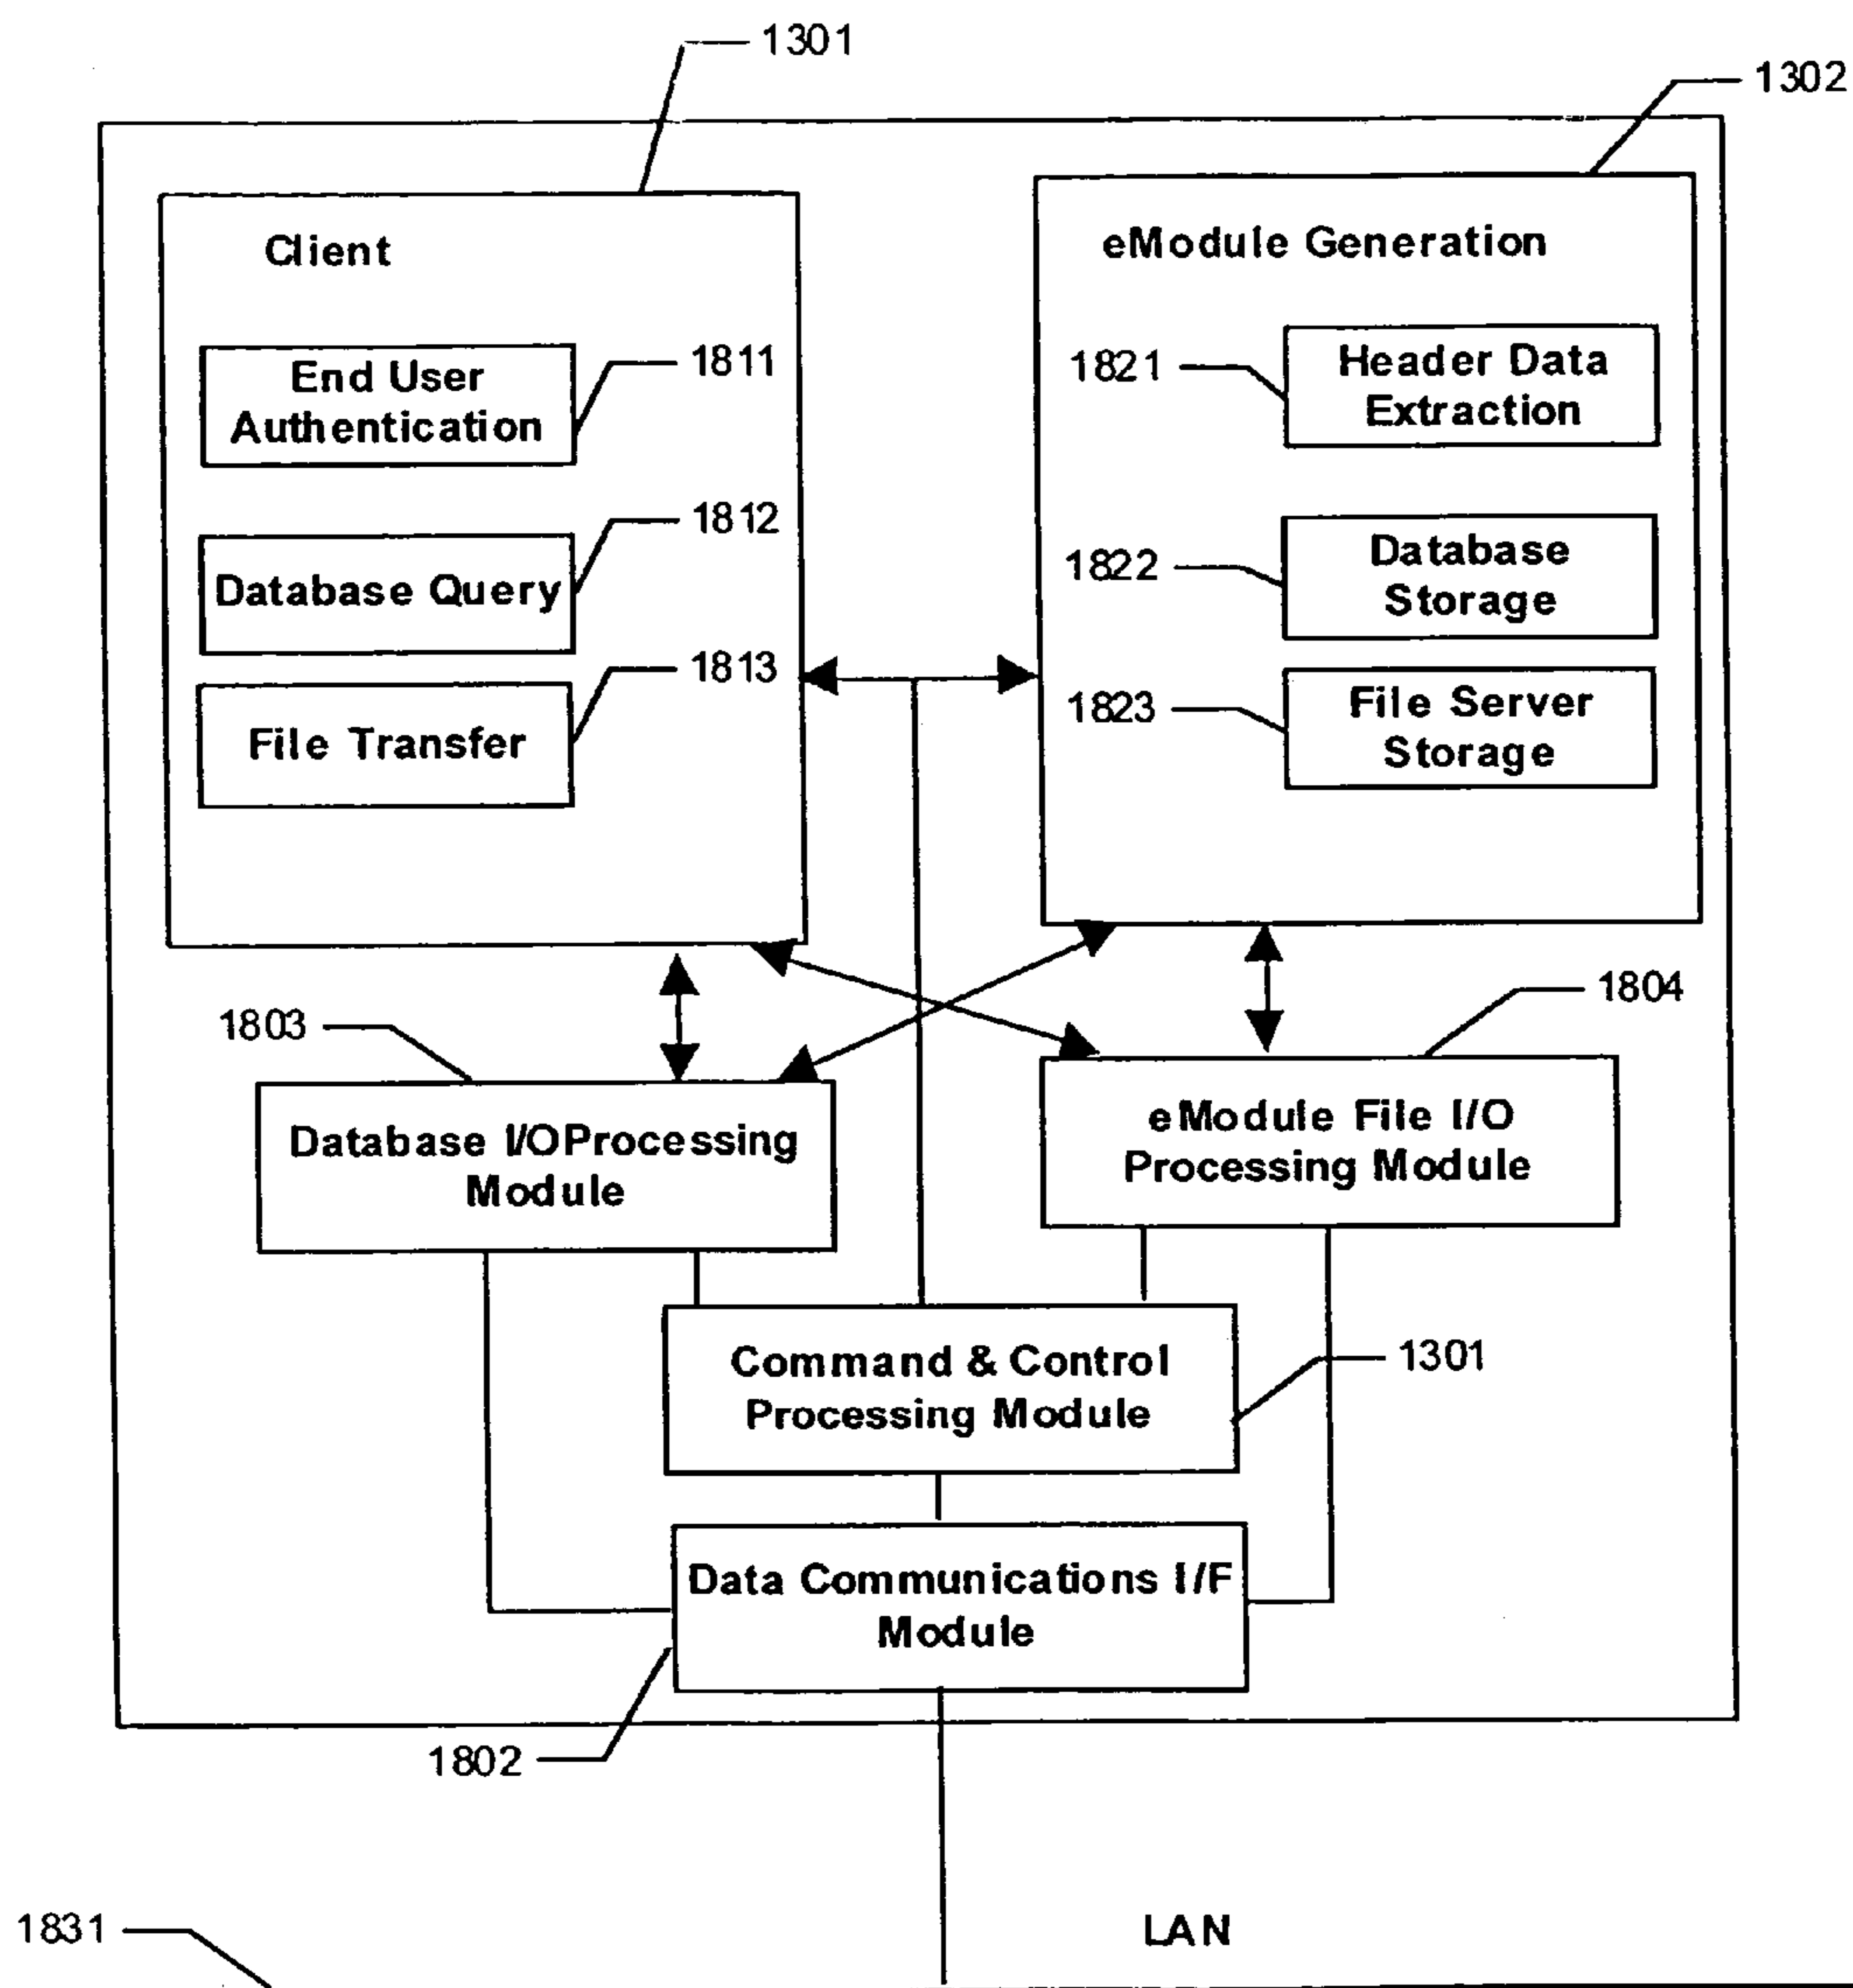 1301
1302
Client
eModule Generation
End User
Authentication
1811
1821
Header Data
Extraction
Database Query
1812
1822
Database
Storage
File Transfer
1813
1823
File Server
Storage
1803
1804
Database I/OProcessing
Module
eModule File I/O
Processing Module
Command & Control
Processing Module
1301
Data Communications I/F
Module
1802
1831
LAN